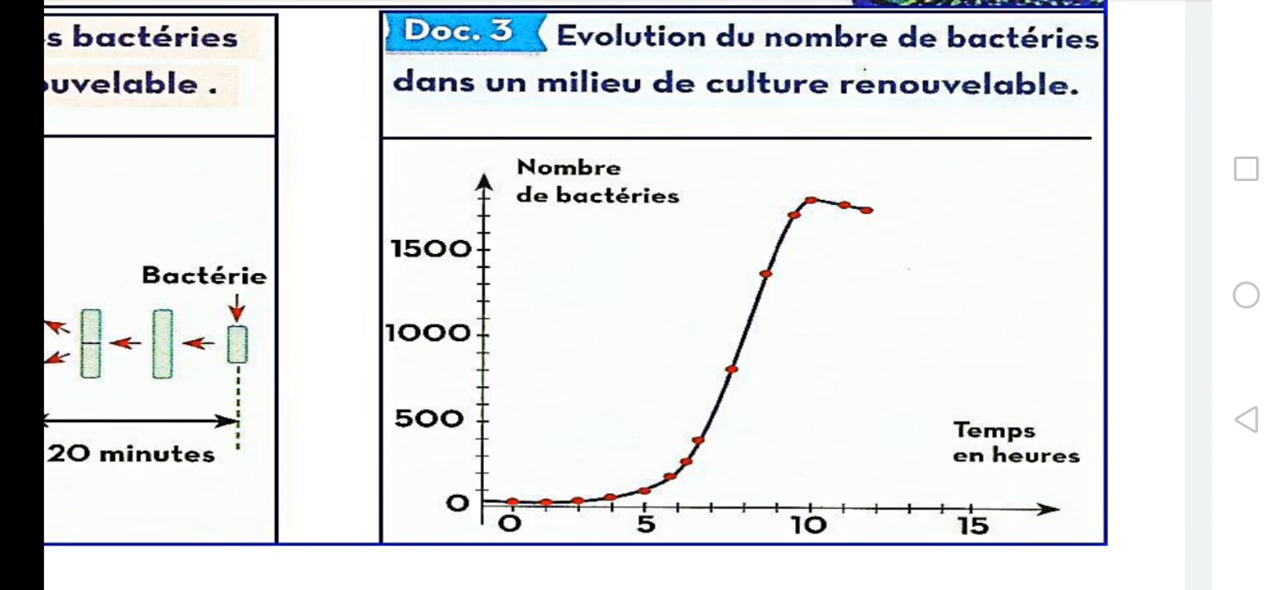 s bactéries
uvelable .
Bactérie
20 minutes
Doc. 3 Evolution du nombre de bactéries
dans un milieu de culture rénouvelable.
Nombre
de bactéries
1500
1000
500
0
0 5 10 15
Temps
en heures